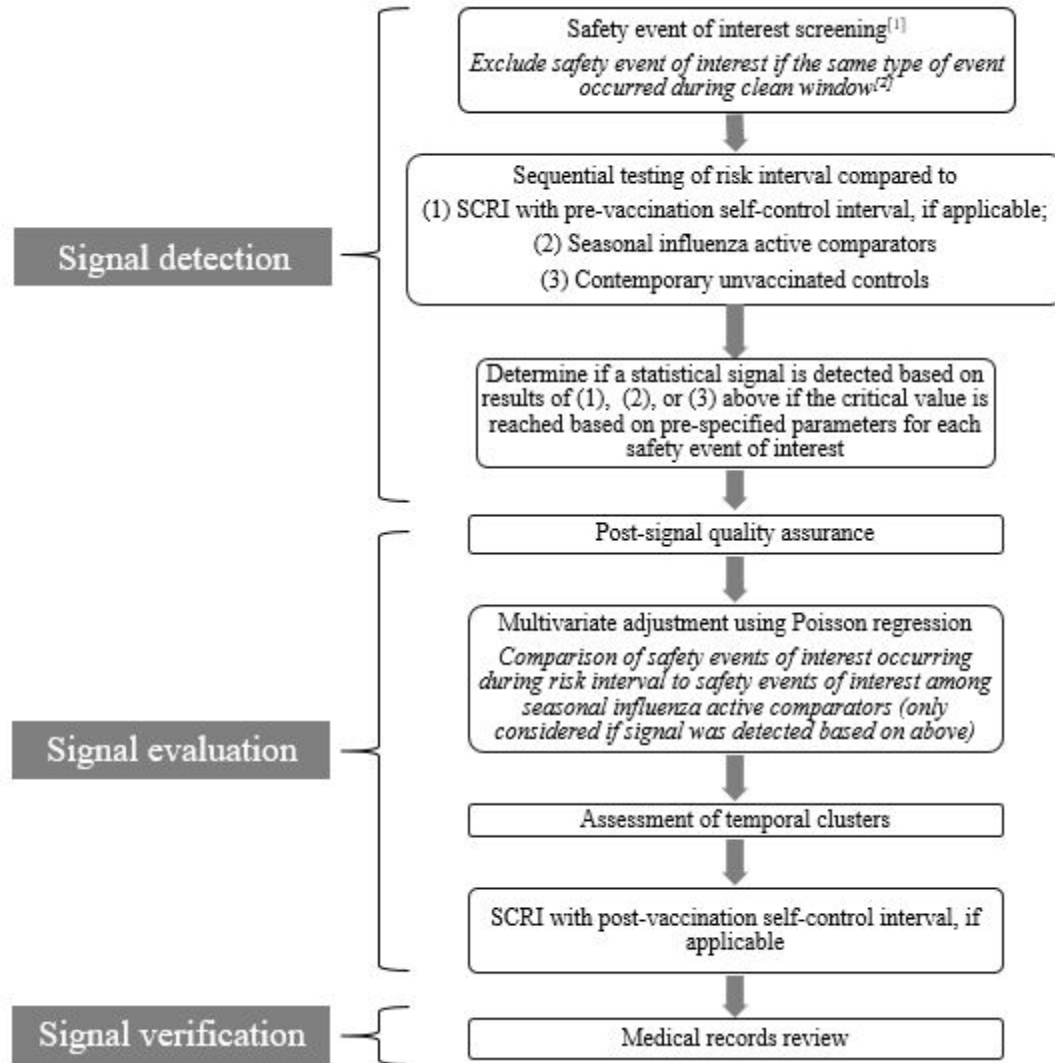 Safety event of interest screening[1]
Exclude safety event of interest if the same type of event
occurred during clean window[2]
Sequential testing of risk interval compared to
(1) SCRI with pre-vaccination self-control interval, if applicable;
(2) Seasonal influenza active comparators
(3) Contemporary unvaccinated controls
Signal detection
Determine if a statistical signal is detected based on
results of (1), (2), or (3) above if the critical value is
reached based on pre-specified parameters for each
safety event of interest
Post-signal quality assurance
Multivariate adjustment using Poisson regression
Comparison of safety events of interest occurring
during risk interval to safety events of interest among
seasonal influenza active comparators (only
considered if signal was detected based on above)
Signal evaluation
Assessment of temporal clusters
SCRI with post-vaccination self-control interval, if
applicable
Signal verification
Medical records review